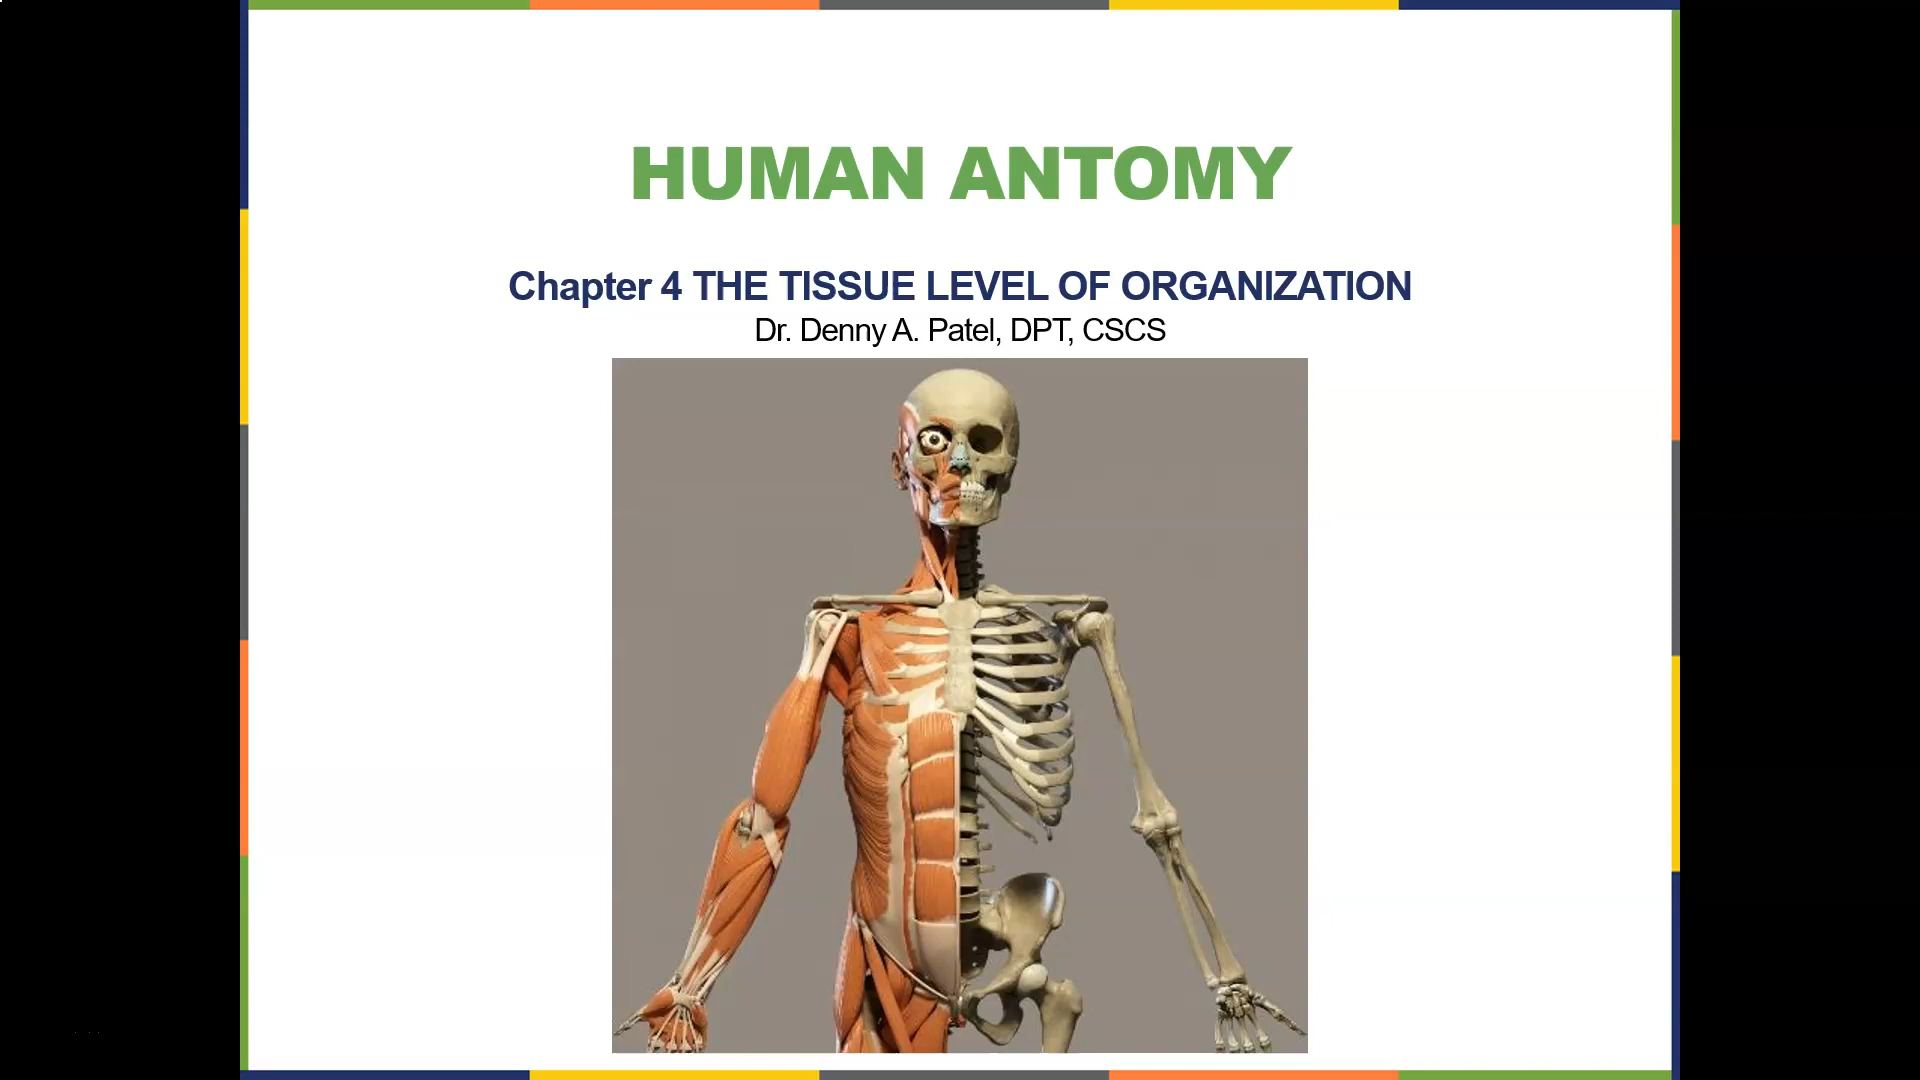 HUMAN ANTOMY
Chapter 4 THE TISSUE LEVEL OF ORGANIZATION
Dr. Denny A. Patel, DPT, CSCS